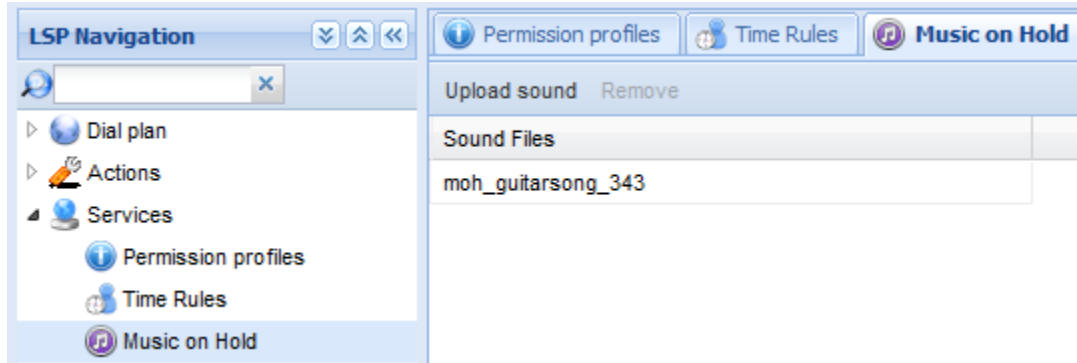 LSP Navigation
Dial plan
Actions
Services
Permission profiles
Time Rules
Music on Hold
Permission profiles Time Rules Music on Hold
Upload sound Remove
Sound Files
moh_guitarsong_343